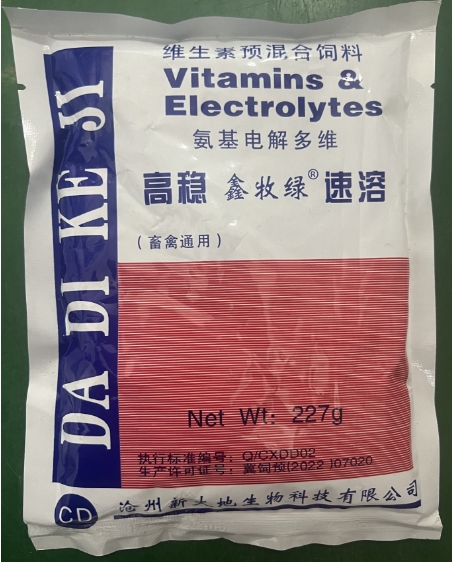 维生素预混合饲料
Vitamins &
Electrolytes
氨基电解多维
高稳 鑫牧绿® 速溶
(畜禽通用)
DA DI KE JI
Net Wt: 227g
执行标准编号: Q/CXDD02
生产许可证号: 冀饲预(2022)07020
CD
沧州新大地生物科技有限公司